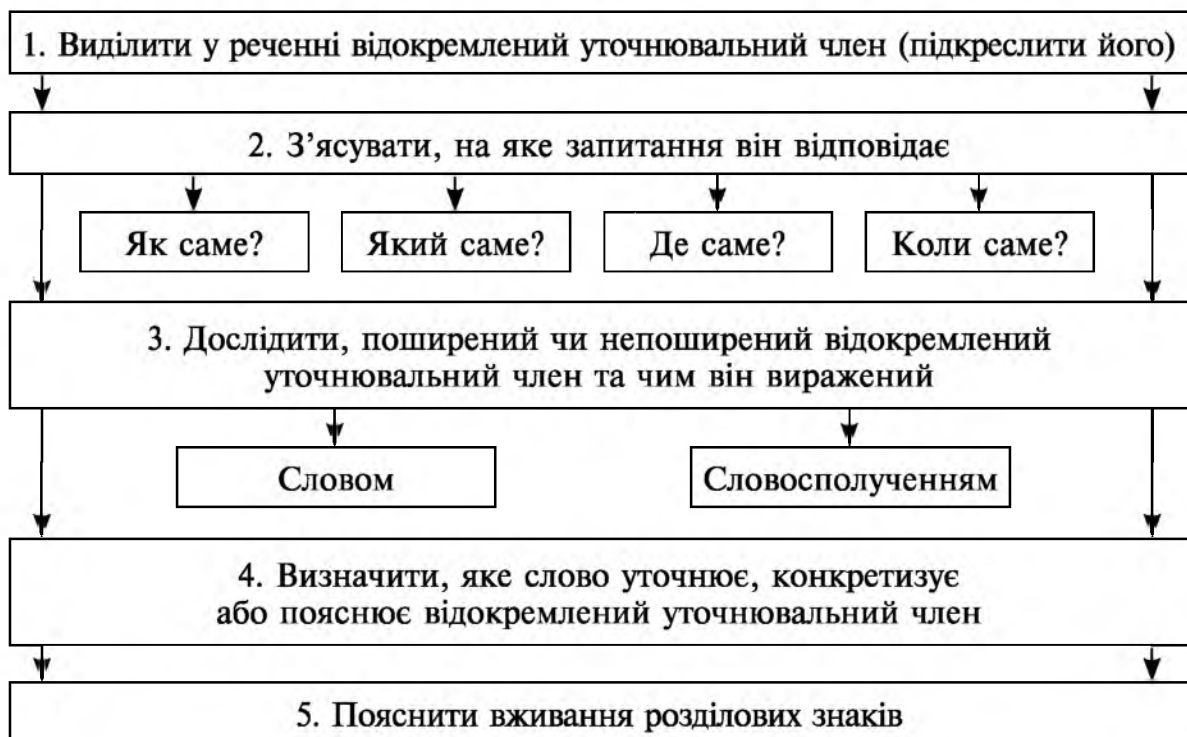 1. Виділити у реченні відокремлений уточнювальний член (підкреслити його)
2. З’ясувати, на яке запитання він відповідає
Як саме?
Який саме?
Де саме?
Коли саме?
3. Дослідити, поширений чи непоширений відокремлений
уточнювальний член та чим він виражений
Словом
Словосполученням
4. Визначити, яке слово уточнює, конкретизує
або пояснює відокремлений уточнювальний член
5. Пояснити вживання розділових знаків